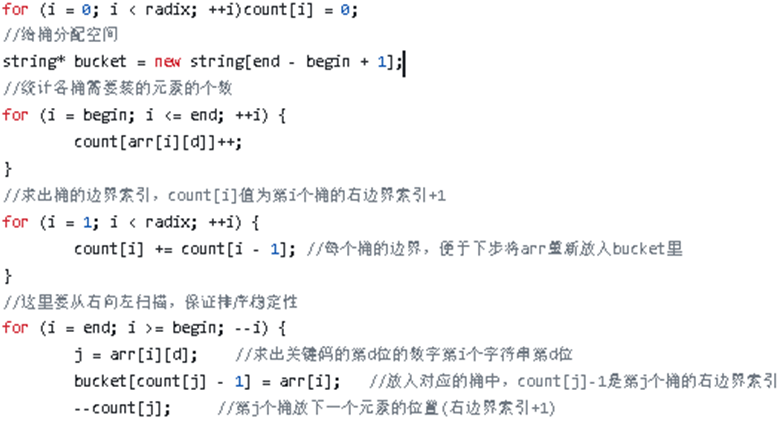 for (i = 0; i < radix; ++i)count[i] = 0;
//给桶分配空间
string* bucket = new string[end - begin + 1];
//统计各桶需要装的元素的个数
for (i = begin; i <= end; ++i) {
count[arr[i][d]]++;
}
//求出桶的边界索引，count[i]值为第i个桶的右边界索引+1
for (i = 1; i < radix; ++i) {
count[i] += count[i - 1]; //每个桶的边界，便于下步将arr重新放入bucket里
}
//这里要从右向左扫描，保证排序稳定性
for (i = end; i >= begin; --i) {
j = arr[i][d]; //求出关键码的第d位的数字第i个字符串第d位
bucket[count[j] - 1] = arr[i]; //放入对应的桶中，count[j]-1是第j个桶的右边界索引
--count[j]; //第j个桶放下一个元素的位置(右边界索引+1)